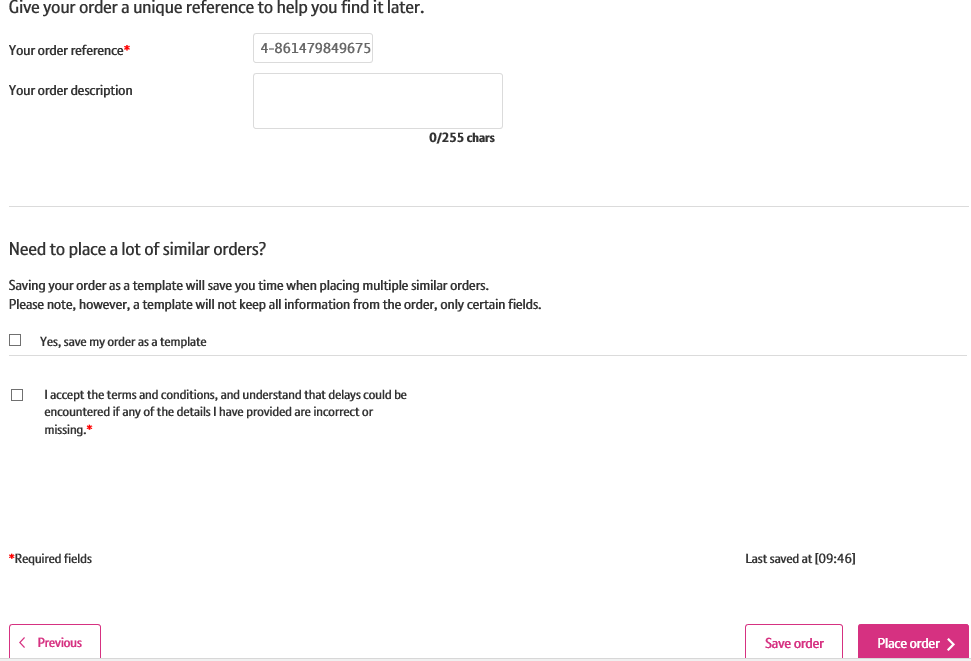 Give your order a unique reference to help you find it later.
Your order reference*
4-861479849675
Your order description
0/255 chars
Need to place a lot of similar orders?
Saving your order as a template will save you time when placing multiple similar orders.
Please note, however, a template will not keep all information from the order, only certain fields.
Yes, save my order as a template
I accept the terms and conditions, and understand that delays could be
encountered if any of the details I have provided are incorrect or
missing.*
*Required fields
Last saved at [09:46]
Previous
Save order
Place order